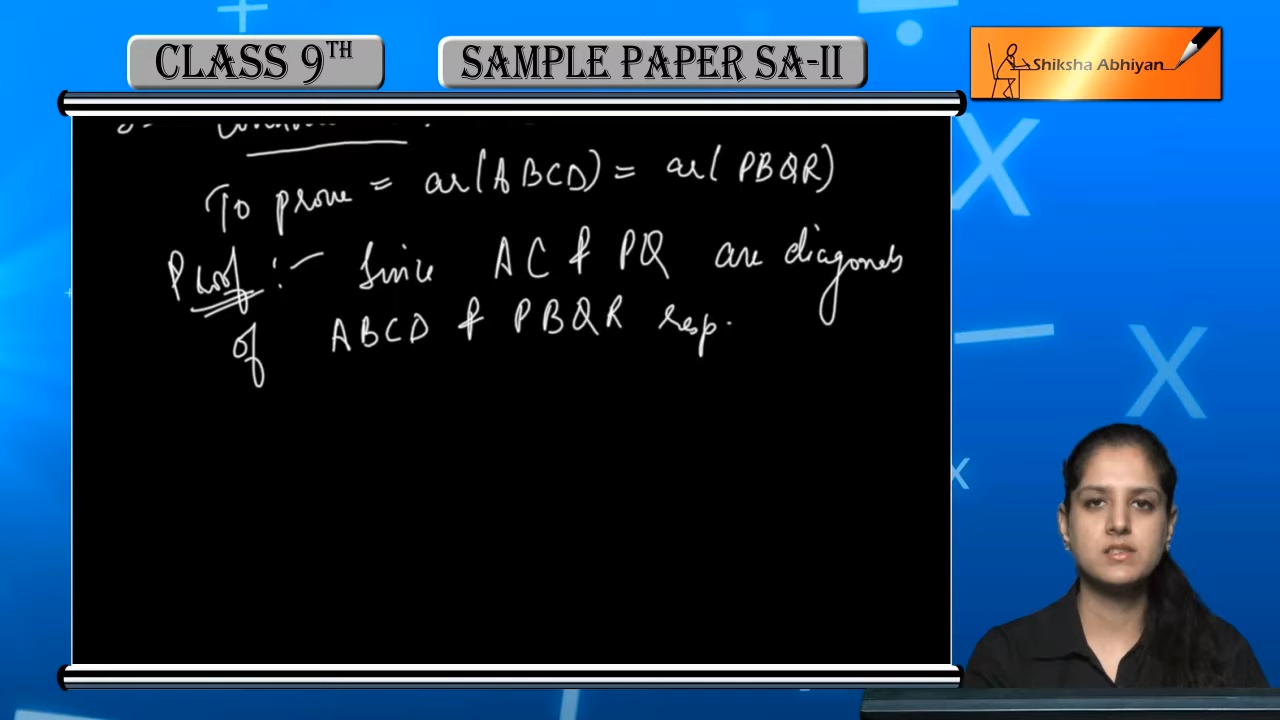 CLASS 9TH
SAMPLE PAPER SA-II
Shiksha Abhiyan
To prove = ar(ABCD) = ar( PBQR)
Proof :- Since AC & PQ are diagonals
of ABCD & PBQR resp.